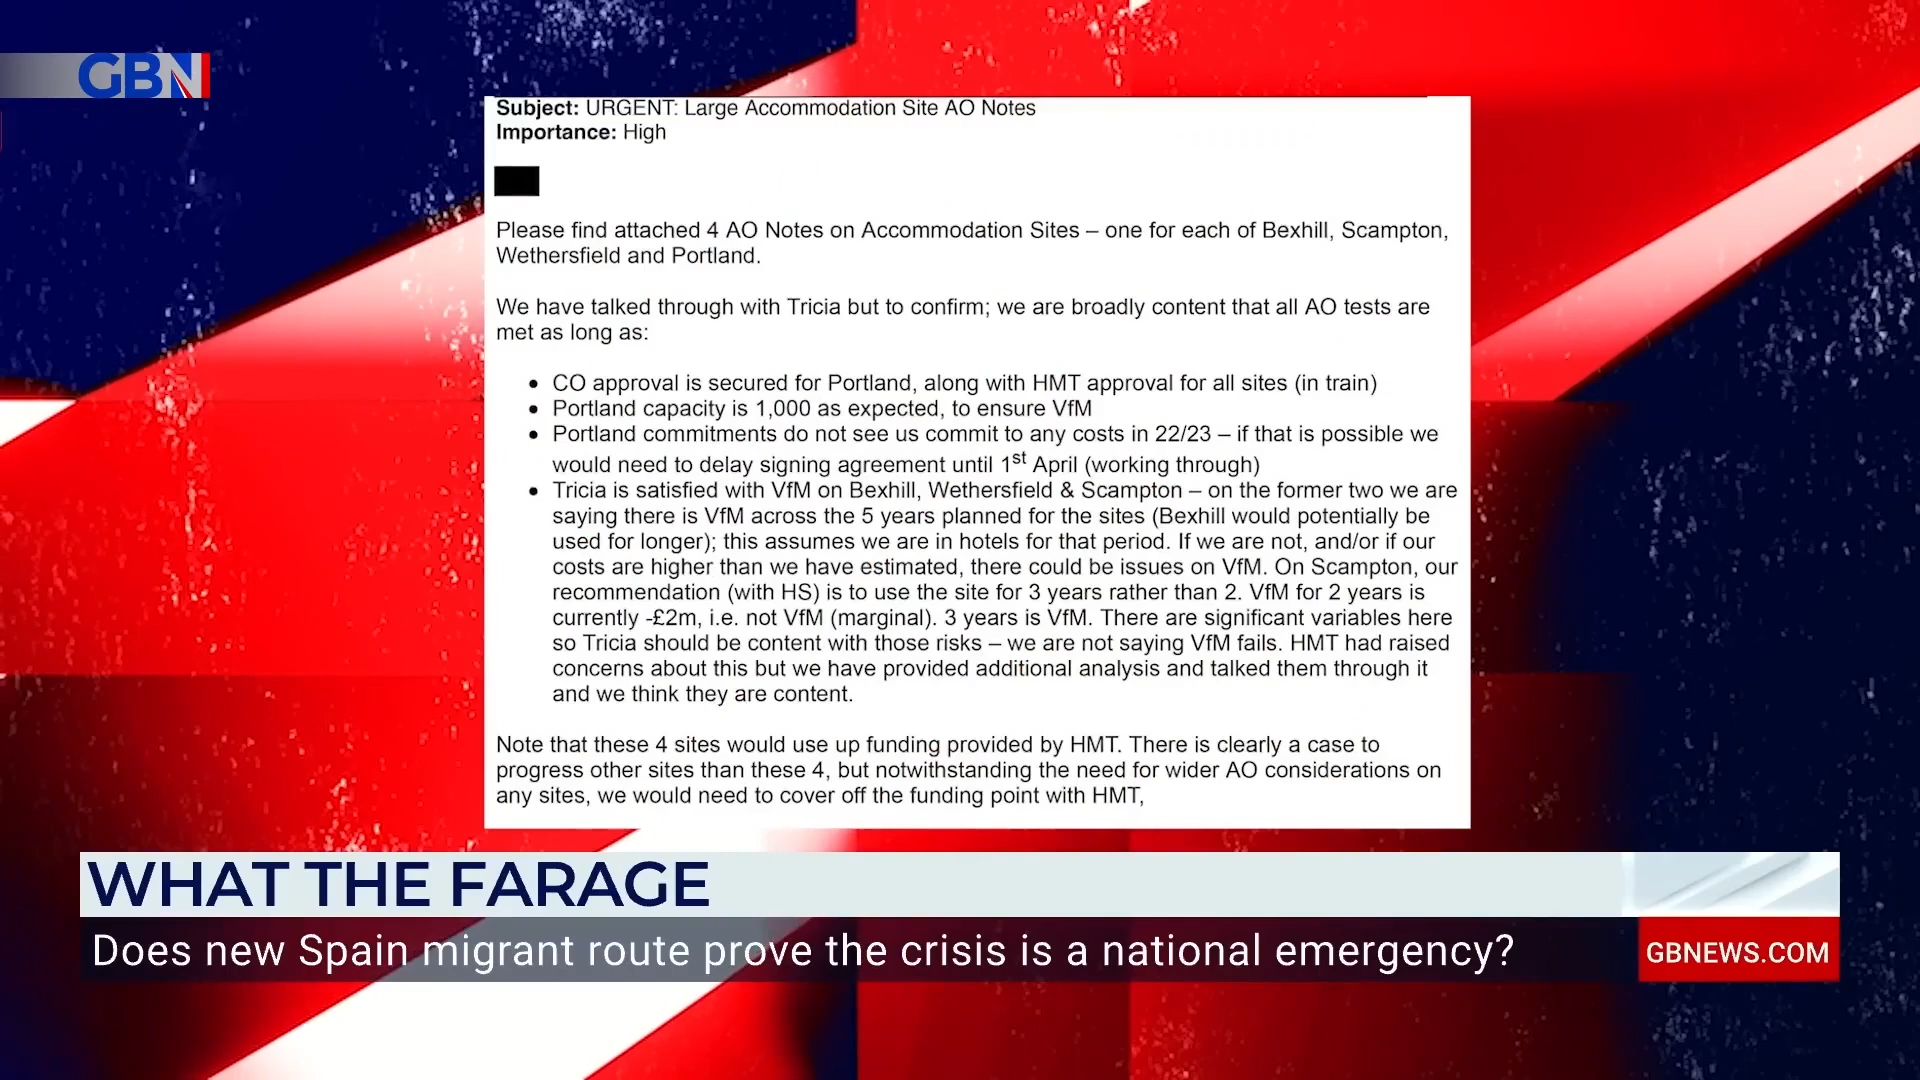 GBN
Subject: URGENT: Large Accommodation Site AO Notes
Importance: High
Please find attached 4 AO Notes on Accommodation Sites – one for each of Bexhill, Scampton,
Wethersfield and Portland.
We have talked through with Tricia but to confirm; we are broadly content that all AO tests are
met as long as:
• CO approval is secured for Portland, along with HMT approval for all sites (in train)
• Portland capacity is 1,000 as expected, to ensure VfM
• Portland commitments do not see us commit to any costs in 22/23 – if that is possible we
would need to delay signing agreement until 1st April (working through)
• Tricia is satisfied with VfM on Bexhill, Wethersfield & Scampton – on the former two we are
saying there is VfM across the 5 years planned for the sites (Bexhill would potentially be
used for longer); this assumes we are in hotels for that period. If we are not, and/or if our
costs are higher than we have estimated, there could be issues on VfM. On Scampton, our
recommendation (with HS) is to use the site for 3 years rather than 2. VfM for 2 years is
currently -£2m, i.e. not VfM (marginal). 3 years is VfM. There are significant variables here
so Tricia should be content with those risks – we are not saying VfM fails. HMT had raised
concerns about this but we have provided additional analysis and talked them through it
and we think they are content.
Note that these 4 sites would use up funding provided by HMT. There is clearly a case to
progress other sites than these 4, but notwithstanding the need for wider AO considerations on
any sites, we would need to cover off the funding point with HMT,
WHAT THE FARAGE
Does new Spain migrant route prove the crisis is a national emergency?
GBNEWS.COM